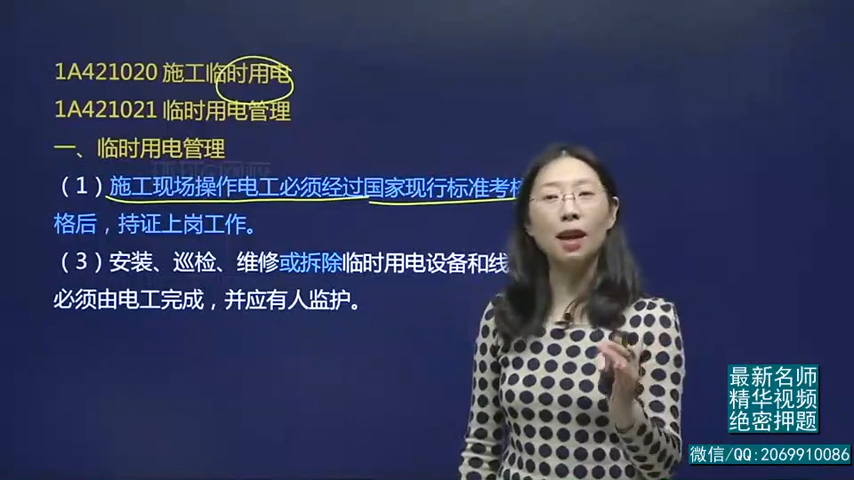 1A421020 施工临时用电
1A421021 临时用电管理
一、临时用电管理
（1）施工现场操作电工必须经过国家现行标准考核
格后，持证上岗工作。
（3）安装、巡检、维修或拆除临时用电设备和线
必须由电工完成，并应有人监护。
最新名师
精华视频
绝密押题
微信/QQ:2069910086